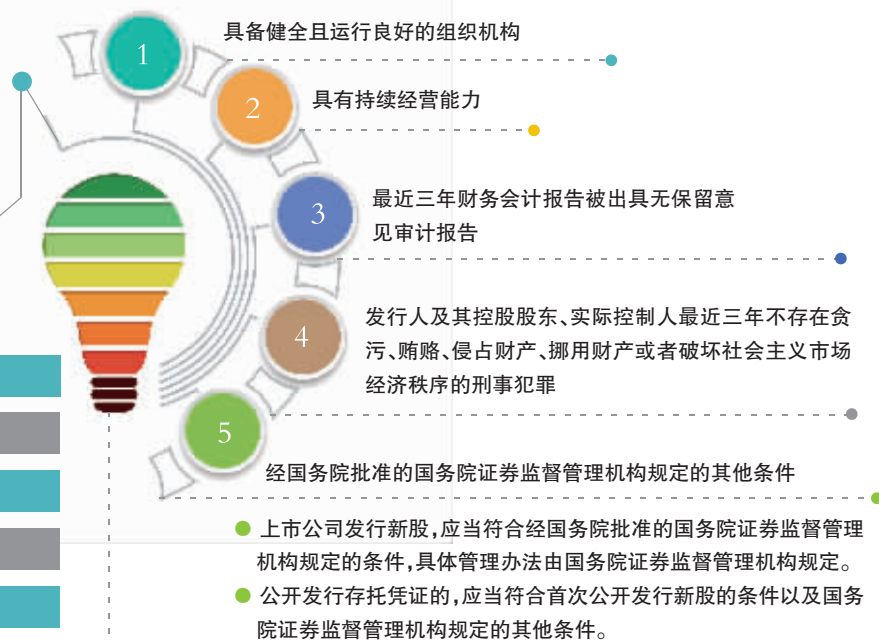 1
具备健全且运行良好的组织机构
2
具有持续经营能力
3
最近三年财务会计报告被出具无保留意
见审计报告
4
发行人及其控股股东、实际控制人最近三年不存在贪
污、贿赂、侵占财产、挪用财产或者破坏社会主义市场
经济秩序的刑事犯罪
5
经国务院批准的国务院证券监督管理机构规定的其他条件
上市公司发行新股,应当符合经国务院批准的国务院证券监督管理
机构规定的条件,具体管理办法由国务院证券监督管理机构规定。
公开发行存托凭证的,应当符合首次公开发行新股的条件以及国务
院证券监督管理机构规定的其他条件。